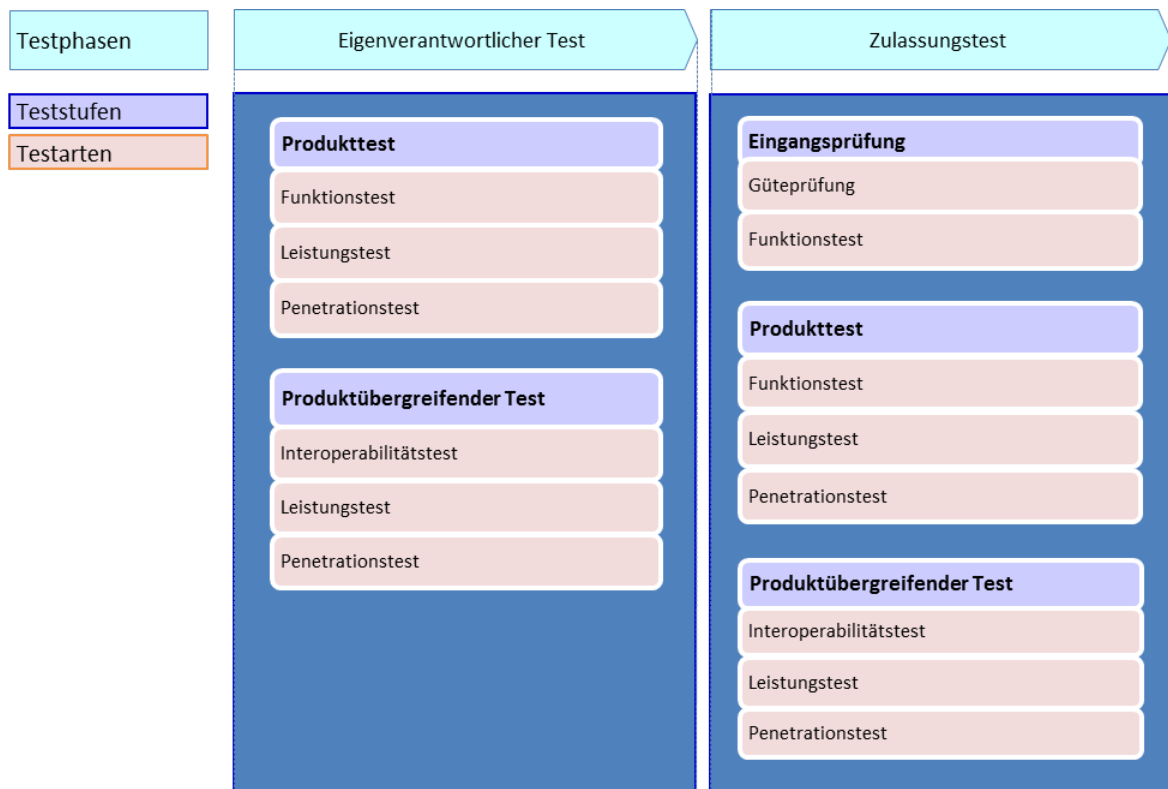 Testphasen
Eigenverantwortlicher Test
Zulassungstest
Teststufen
Testarten
Produkttest
Funktionstest
Leistungstest
Penetrationstest
Produktübergreifender Test
Interoperabilitätstest
Leistungstest
Penetrationstest
Eingangsprüfung
Güteprüfung
Funktionstest
Produkttest
Funktionstest
Leistungstest
Penetrationstest
Produktübergreifender Test
Interoperabilitätstest
Leistungstest
Penetrationstest